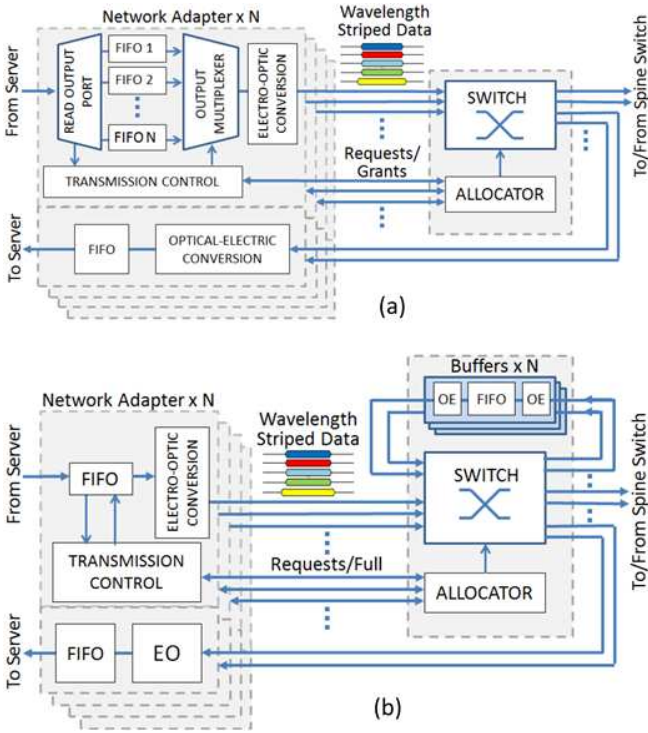 Network Adapter x N
Wavelength
Striped Data
From Server
READ OUTPUT
PORT
FIFO 1
FIFO 2
FIFO N
OUTPUT
MULTIPLEXER
ELECTRO-OPTIC
CONVERSION
SWITCH
To/From Spine Switch
TRANSMISSION CONTROL
Requests/
Grants
ALLOCATOR
To Server
FIFO
OPTICAL-ELECTRIC
CONVERSION
(a)
Buffers x N
OE
FIFO
OE
Network Adapter x N
Wavelength
Striped Data
From Server
FIFO
ELECTRO-OPTIC
CONVERSION
SWITCH
To/From Spine Switch
TRANSMISSION
CONTROL
Requests/Full
ALLOCATOR
To Server
FIFO
EO
(b)